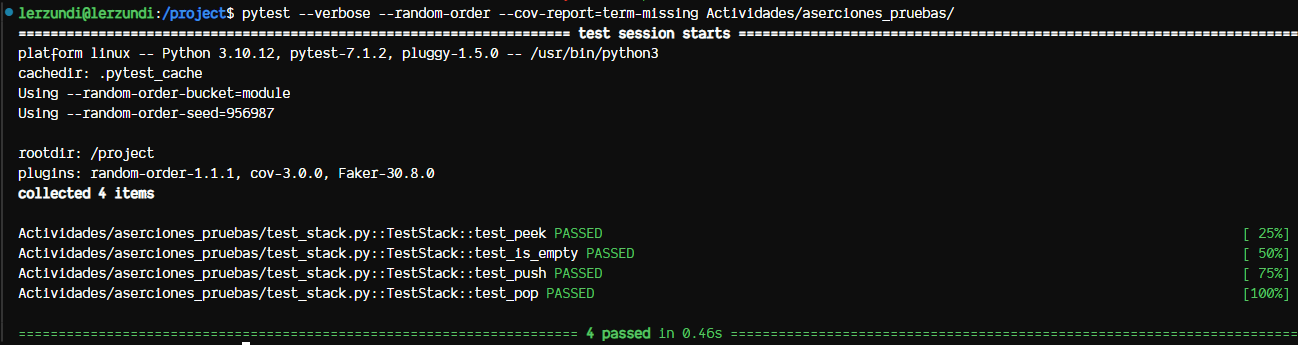 lerzundi@lerzundi:/project$ pytest --verbose --random-order --cov-report=term-missing Actividades/aserciones_pruebas/
============================================================== test session starts ==============================================================
platform linux -- Python 3.10.12, pytest-7.1.2, pluggy-1.5.0 -- /usr/bin/python3
cachedir: .pytest_cache
Using --random-order-bucket=module
Using --random-order-seed=956987
rootdir: /project
plugins: random-order-1.1.1, cov-3.0.0, Faker-30.8.0
collected 4 items
Actividades/aserciones_pruebas/test_stack.py::TestStack::test_peek PASSED [ 25%]
Actividades/aserciones_pruebas/test_stack.py::TestStack::test_is_empty PASSED [ 50%]
Actividades/aserciones_pruebas/test_stack.py::TestStack::test_push PASSED [ 75%]
Actividades/aserciones_pruebas/test_stack.py::TestStack::test_pop PASSED [100%]
============================================================== 4 passed in 0.46s ===============================================================